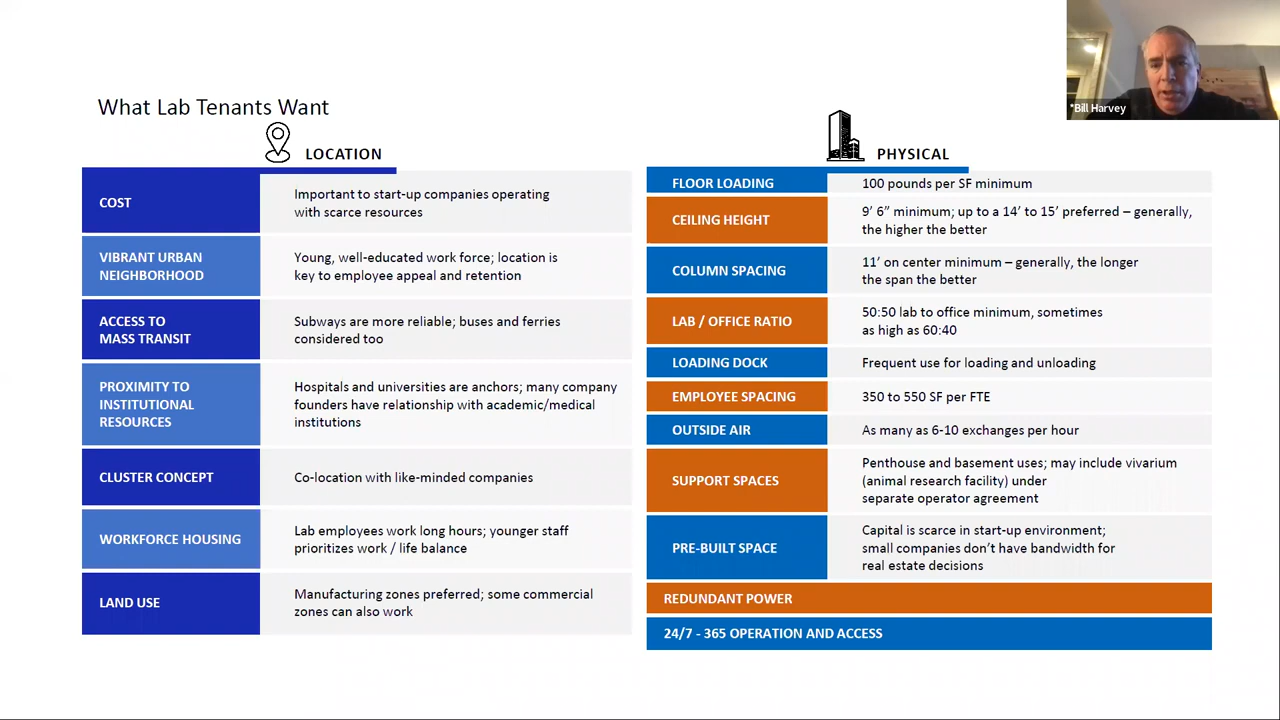 *Bill Harvey
What Lab Tenants Want
LOCATION
COST
Important to start-up companies operating
with scarce resources
VIBRANT URBAN
NEIGHBORHOOD
Young, well-educated work force; location is
key to employee appeal and retention
ACCESS TO
MASS TRANSIT
Subways are more reliable; buses and ferries
considered too
PROXIMITY TO
INSTITUTIONAL
RESOURCES
Hospitals and universities are anchors; many company
founders have relationship with academic/medical
institutions
CLUSTER CONCEPT
Co-location with like-minded companies
WORKFORCE HOUSING
Lab employees work long hours; younger staff
prioritizes work / life balance
LAND USE
Manufacturing zones preferred; some commercial
zones can also work
PHYSICAL
FLOOR LOADING
100 pounds per SF minimum
CEILING HEIGHT
9’ 6” minimum; up to a 14’ to 15’ preferred – generally,
the higher the better
COLUMN SPACING
11’ on center minimum – generally, the longer
the span the better
LAB / OFFICE RATIO
50:50 lab to office minimum, sometimes
as high as 60:40
LOADING DOCK
Frequent use for loading and unloading
EMPLOYEE SPACING
350 to 550 SF per FTE
OUTSIDE AIR
As many as 6-10 exchanges per hour
SUPPORT SPACES
Penthouse and basement uses; may include vivarium
(animal research facility) under
separate operator agreement
PRE-BUILT SPACE
Capital is scarce in start-up environment;
small companies don’t have bandwidth for
real estate decisions
REDUNDANT POWER
24/7 - 365 OPERATION AND ACCESS